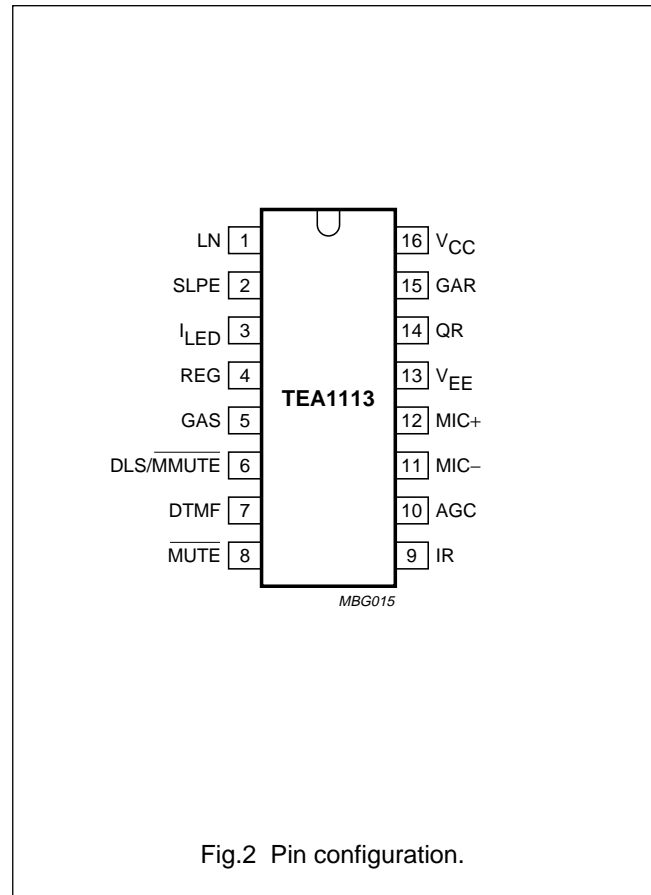 LN 1 16 VCC
SLPE 2 15 GAR
ILED 3 14 QR
REG 4 13 VEE
TEA1113
GAS 5 12 MIC+
DLS/MMUTE 6 11 MIC−
DTMF 7 10 AGC
MUTE 8 9 IR
MBG015
Fig.2 Pin configuration.